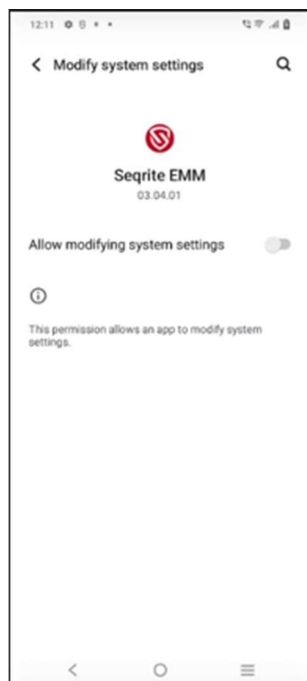 12:11
Modify system settings
Seqrite EMM
03.04.01
Allow modifying system settings
This permission allows an app to modify system
settings.